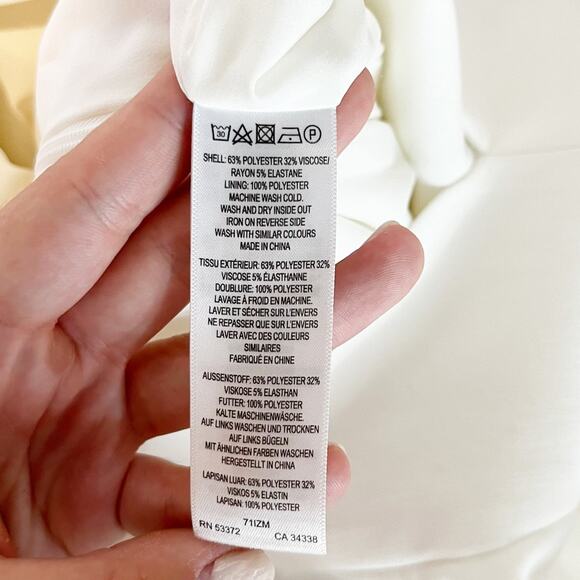 30 P
SHELL: 63% POLYESTER 32% VISCOSE/
RAYON 5% ELASTANE
LINING: 100% POLYESTER
MACHINE WASH COLD.
WASH AND DRY INSIDE OUT
IRON ON REVERSE SIDE
WASH WITH SIMILAR COLOURS
MADE IN CHINA
TISSU EXTÉRIEUR: 63% POLYESTER 32%
VISCOSE 5% ÉLASTHANNE
DOUBLURE: 100% POLYESTER
LAVAGE À FROID EN MACHINE.
LAVER ET SÉCHER SUR L'ENVERS
NE REPASSER QUE SUR L'ENVERS
LAVER AVEC DES COULEURS
SIMILAIRES
FABRIQUÉ EN CHINE
AUSSENSTOFF: 63% POLYESTER 32%
VISKOSE 5% ELASTHAN
FUTTER: 100% POLYESTER
KALTE MASCHINENWÄSCHE.
AUF LINKS WASCHEN UND TROCKNEN
AUF LINKS BÜGELN
MIT ÄHNLICHEN FARBEN WASCHEN
HERGESTELLT IN CHINA
LAPISAN LUAR: 63% POLYESTER 32%
VISKOS 5% ELASTIN
LAPISAN: 100% POLYESTER
71IZM
RN 53372 CA 34338